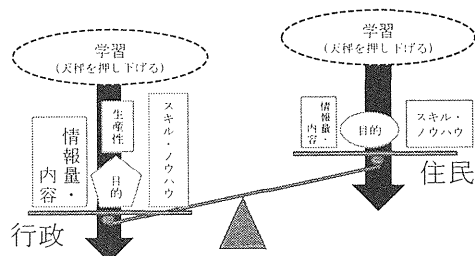 学習
(天秤を押し下げる)
生産性
スキル・ノウハウ
情報量・
内容
目的
行政
学習
(天秤を押し下げる)
情報量・
内容
目的
スキル・
ノウハウ
住民